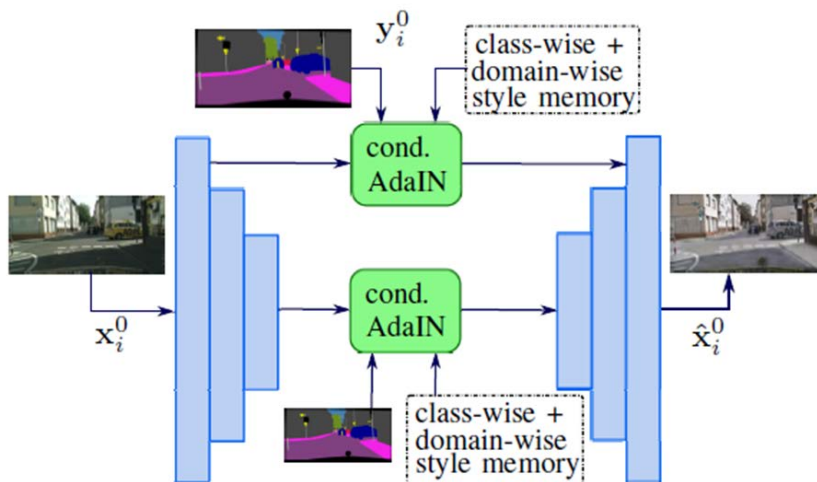 y_i^0
class-wise +
domain-wise
style memory
cond.
AdaIN
cond.
AdaIN
x_i^0
x̂_i^0
class-wise +
domain-wise
style memory